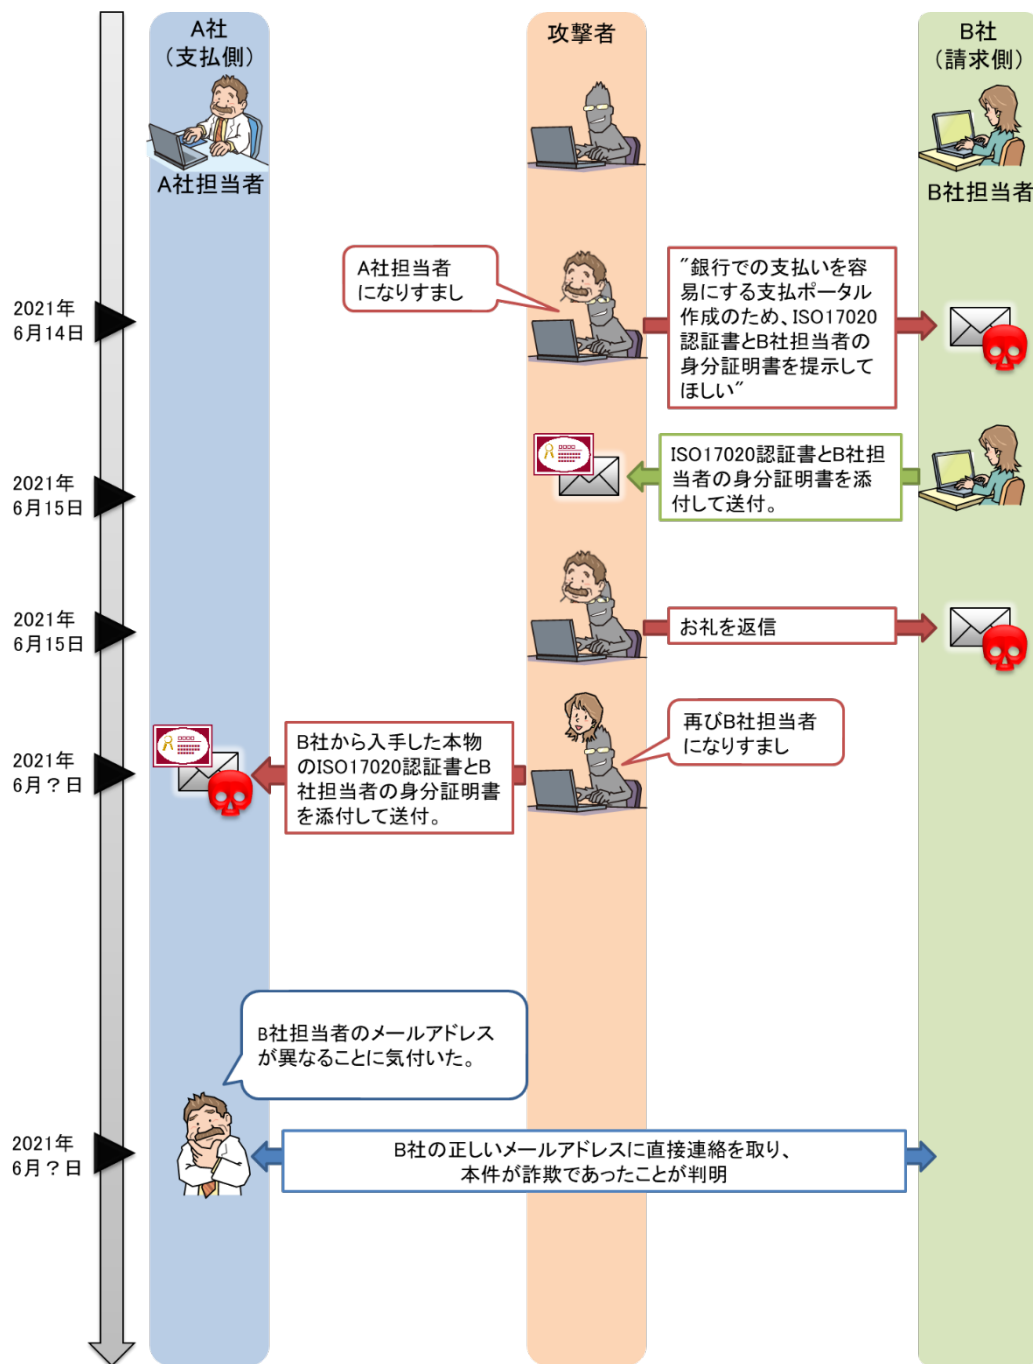 A社
（支払側）
A社担当者
攻撃者
B社
（請求側）
B社担当者
2021年
6月14日
A社担当者
になりすまし
"銀行での支払いを容
易にする支払ポータル
作成のため、ISO17020
認証書とB社担当者の
身分証明書を提示して
ほしい"
2021年
6月15日
ISO17020認証書とB社担
当者の身分証明書を添
付して送付。
2021年
6月15日
お礼を返信
2021年
6月？日
B社から入手した本物
のISO17020認証書とB
社担当者の身分証明書
を添付して送付。
再びB社担当者
になりすまし
B社担当者のメールアドレス
が異なることに気付いた。
2021年
6月？日
B社の正しいメールアドレスに直接連絡を取り、
本件が詐欺であったことが判明